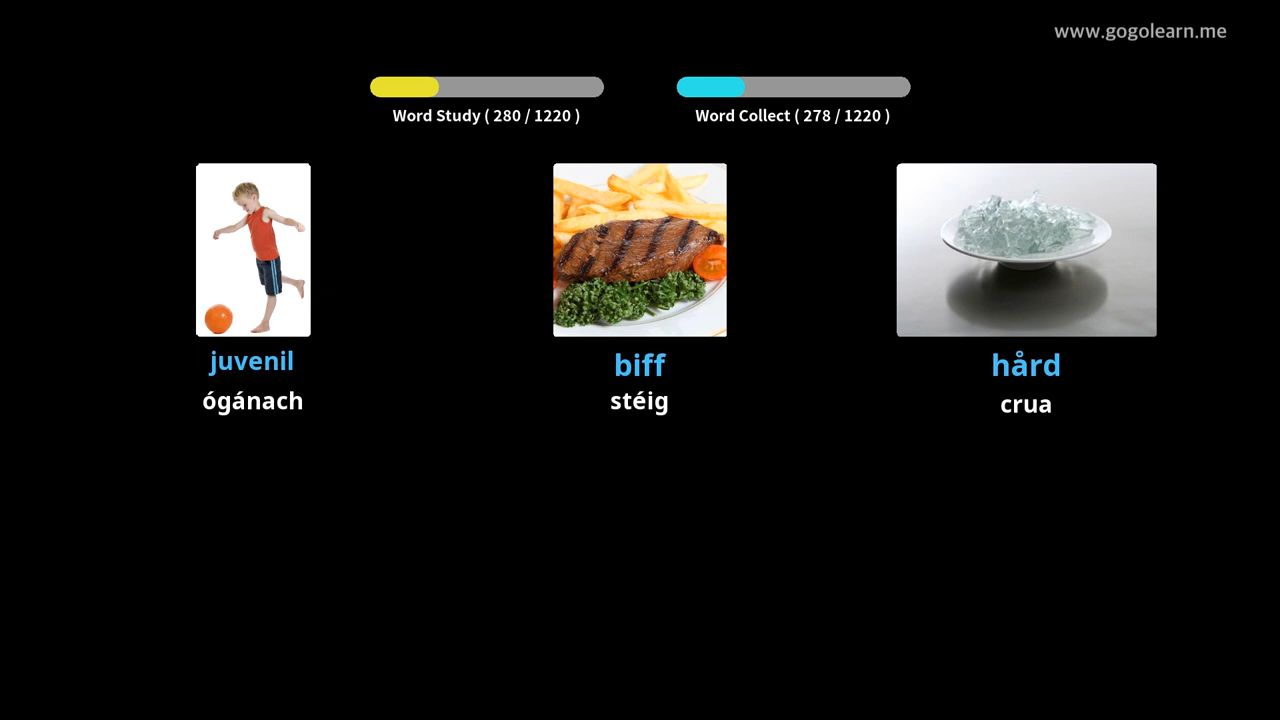 www.gogolearn.me
Word Study ( 280 / 1220 )
Word Collect ( 278 / 1220 )
juvenil
ógánach
biff
stéig
hård
crua